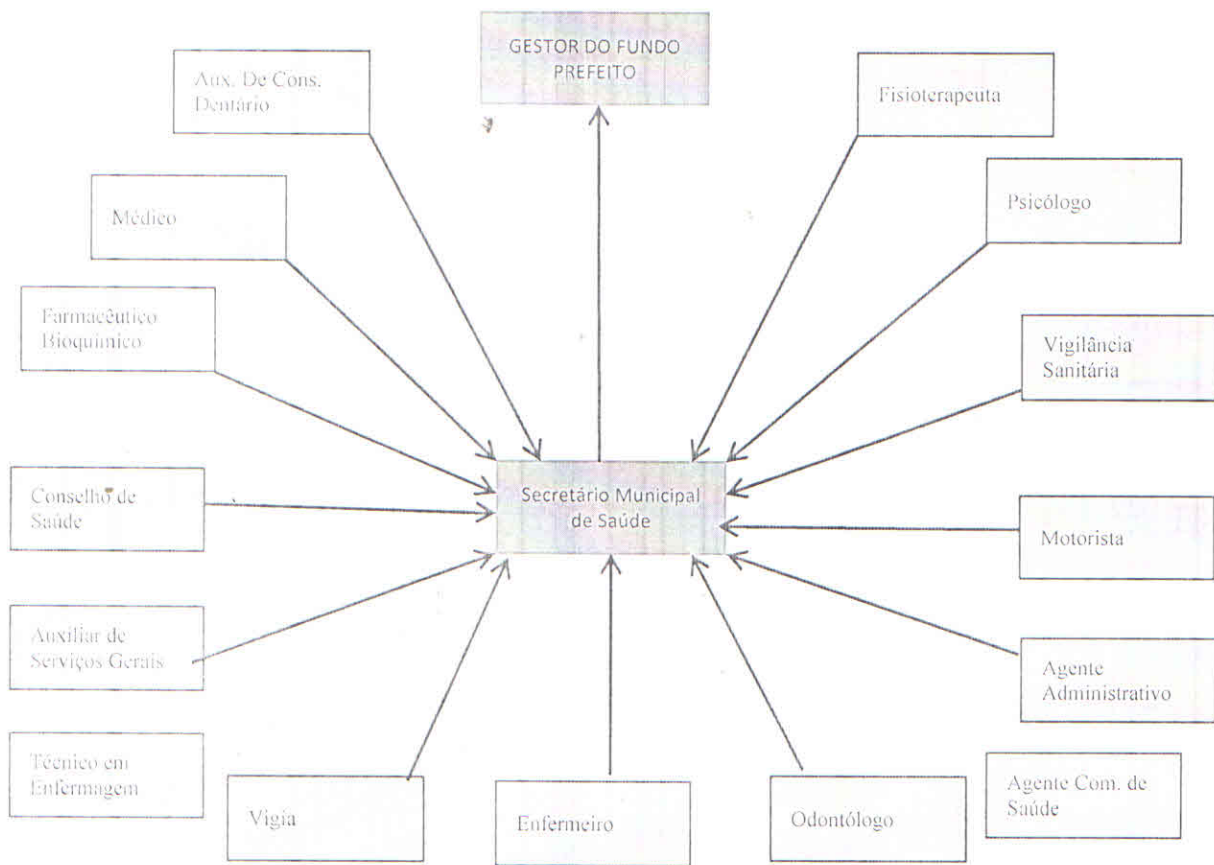 GESTOR DO FUNDO
PREFEITO
Aux. De Cons.
Dentário
Fisioterapeuta
Médico
Psicólogo
Farmacêutico
Bioquímico
Vigilância
Sanitária
Secretário Municipal
de Saúde
Conselho de
Saúde
Motorista
Auxiliar de
Serviços Gerais
Agente
Administrativo
Técnico em
Enfermagem
Vigia
Enfermeiro
Odontólogo
Agente Com. de
Saúde